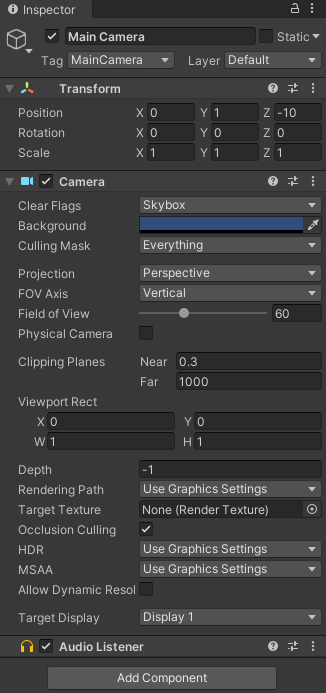 Inspector
Main Camera Static
Tag MainCamera Layer Default
Transform
Position X 0 Y 1 Z -10
Rotation X 0 Y 0 Z 0
Scale X 1 Y 1 Z 1
Camera
Clear Flags Skybox
Background
Culling Mask Everything
Projection Perspective
FOV Axis Vertical
Field of View 60
Physical Camera
Clipping Planes Near 0.3
Far 1000
Viewport Rect
X 0 Y 0
W 1 H 1
Depth -1
Rendering Path Use Graphics Settings
Target Texture None (Render Texture)
Occlusion Culling
HDR Use Graphics Settings
MSAA Use Graphics Settings
Allow Dynamic Resol
Target Display Display 1
Audio Listener
Add Component